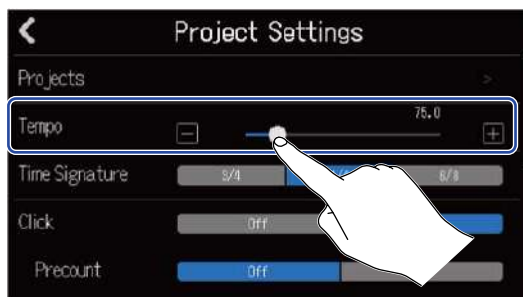 Project Settings
Projects >
Tempo 75.0
Time Signature 3/4 6/8
Click Off
Precount Off